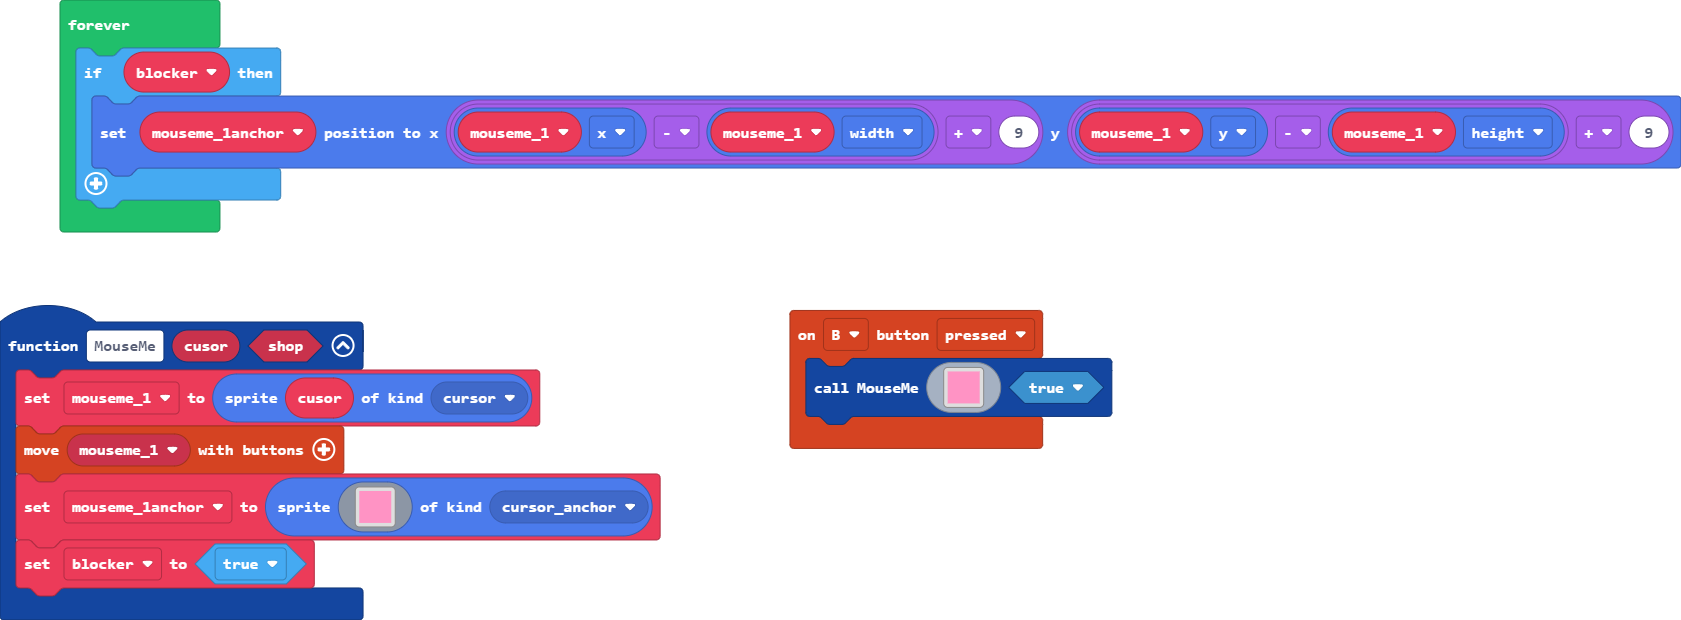 forever
if blocker then
set mouseme_1anchor position to x mouseme_1 x - mouseme_1 width + 9 y mouseme_1 y - mouseme_1 height + 9
function MouseMe cusor shop
set mouseme_1 to sprite cusor of kind cursor
move mouseme_1 with buttons
set mouseme_1anchor to sprite of kind cursor_anchor
set blocker to true
on B button pressed
call MouseMe true